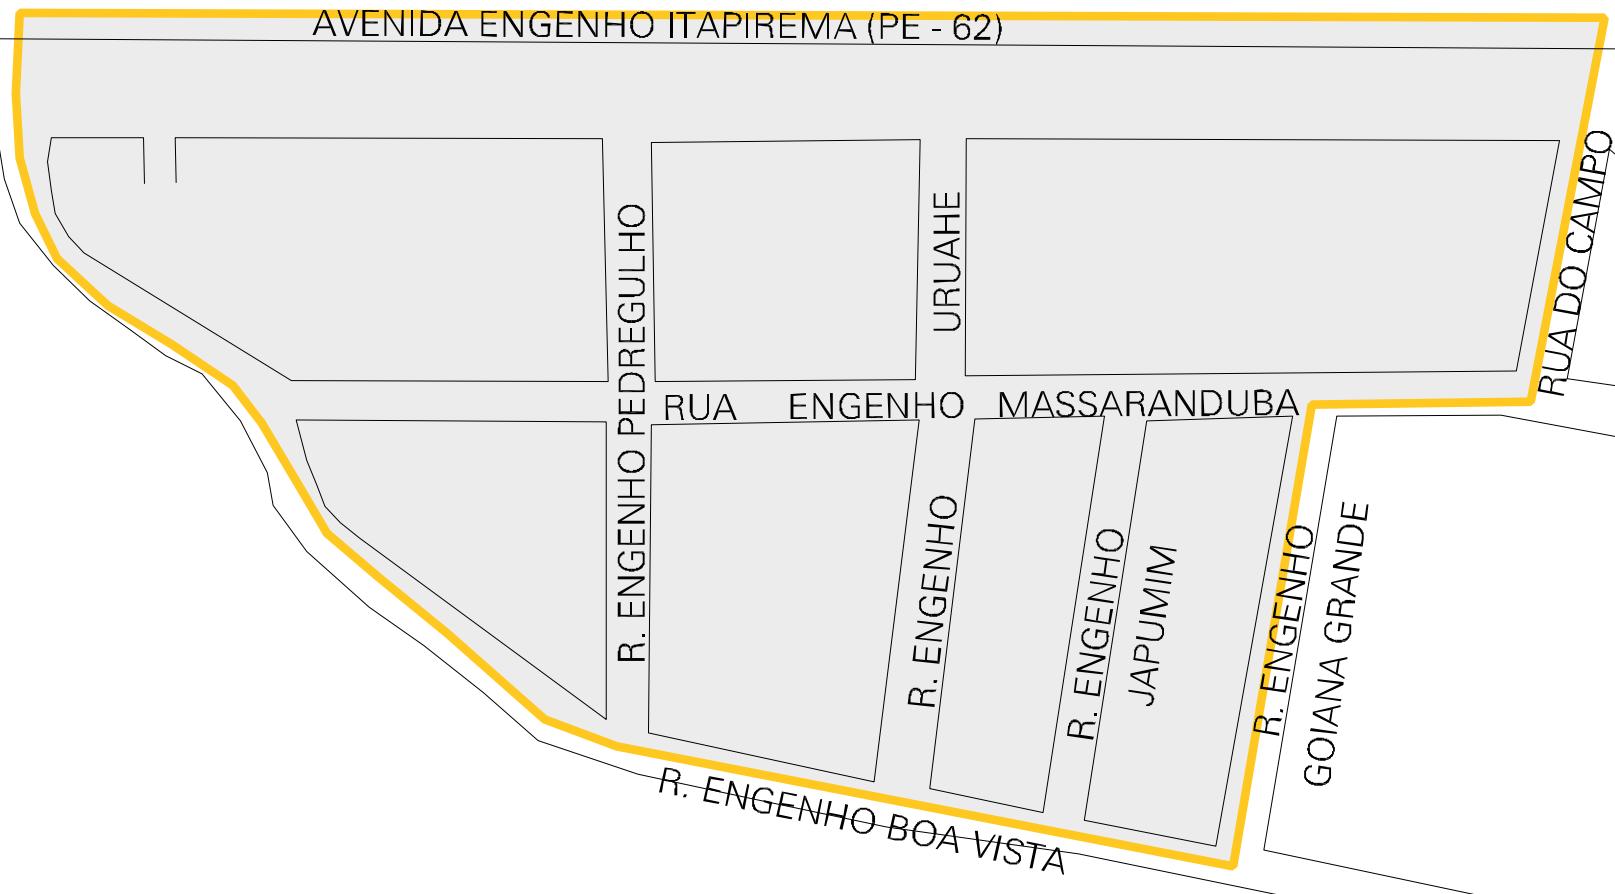 AVENIDA ENGENHO ITAPIREMA (PE - 62)
RUA DO CAMPO
R. ENGENHO PEDREGULHO
URUAHE
RUA ENGENHO MASSARANDUBA
R. ENGENHO
R. ENGENHO
JAPUMIM
R. ENGENHO
GOIANA GRANDE
R. ENGENHO BOA VISTA